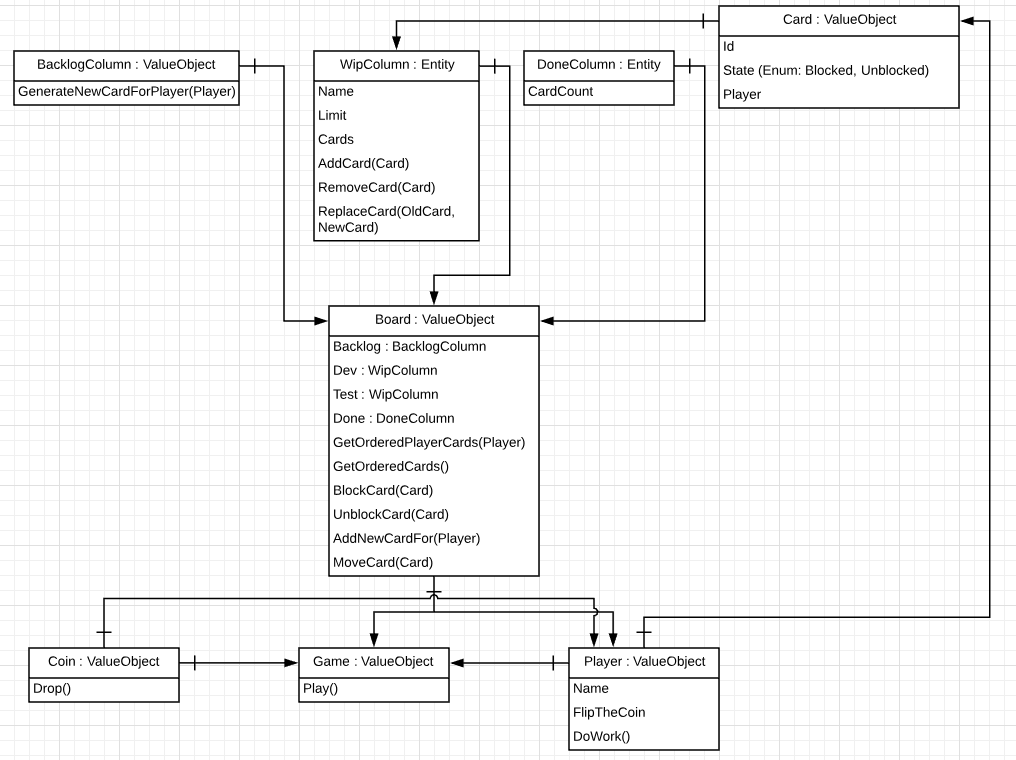 Card : ValueObject
Id
State (Enum: Blocked, Unblocked)
Player
BacklogColumn : ValueObject
GenerateNewCardForPlayer(Player)
WipColumn : Entity
Name
Limit
Cards
AddCard(Card)
RemoveCard(Card)
ReplaceCard(OldCard,
NewCard)
DoneColumn : Entity
CardCount
Board : ValueObject
Backlog : BacklogColumn
Dev : WipColumn
Test : WipColumn
Done : DoneColumn
GetOrderedPlayerCards(Player)
GetOrderedCards()
BlockCard(Card)
UnblockCard(Card)
AddNewCardFor(Player)
MoveCard(Card)
Coin : ValueObject
Drop()
Game : ValueObject
Play()
Player : ValueObject
Name
FlipTheCoin
DoWork()